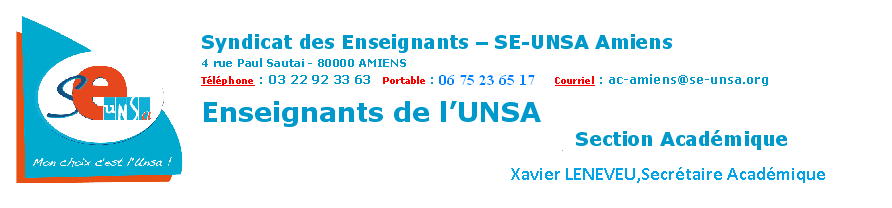 Syndicat des Enseignants – SE-UNSA Amiens
4 rue Paul Sautai - 80000 AMIENS
Téléphone : 03 22 92 33 63 Portable : 06 75 23 65 17 Courriel : ac-amiens@se-unsa.org
Enseignants de l’UNSA
Section Académique
Xavier LENEVEU,Secrétaire Académique
Se UNSA
Mon choix c'est l'Unsa !